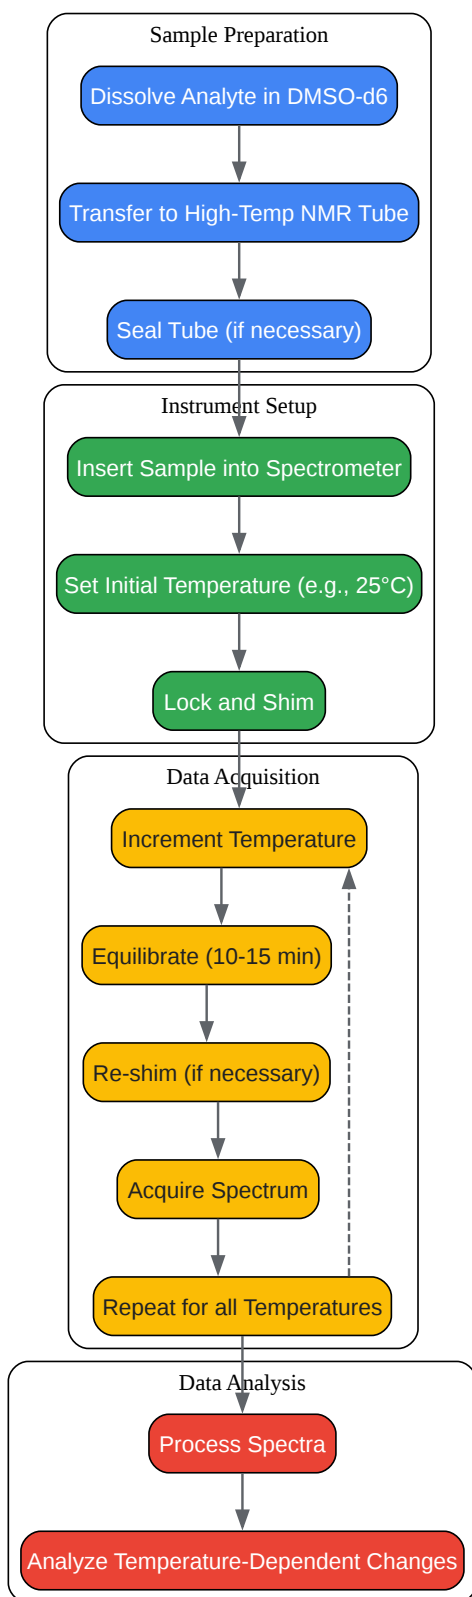 Sample Preparation
Dissolve Analyte in DMSO-d6
Transfer to High-Temp NMR Tube
Seal Tube (if necessary)
Instrument Setup
Insert Sample into Spectrometer
Set Initial Temperature (e.g., 25°C)
Lock and Shim
Data Acquisition
Increment Temperature
Equilibrate (10-15 min)
Re-shim (if necessary)
Acquire Spectrum
Repeat for all Temperatures
Data Analysis
Process Spectra
Analyze Temperature-Dependent Changes